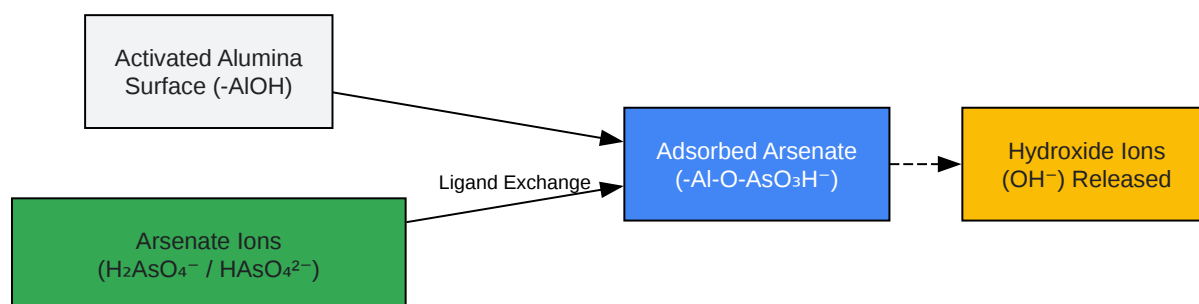 Activated Alumina
Surface (-AlOH)
Arsenate Ions
(H₂AsO₄⁻ / HAsO₄²⁻)
Ligand Exchange
Adsorbed Arsenate
(-Al-O-AsO₃H⁻)
Hydroxide Ions
(OH⁻) Released